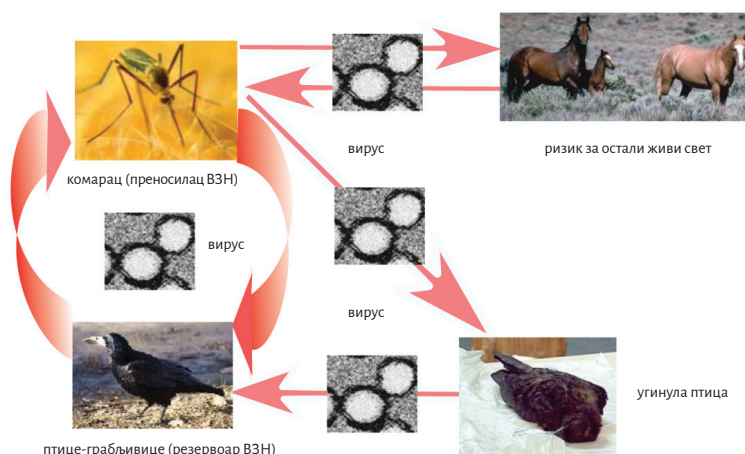 вирус
ризик за остали живи свет
комарац (преносилац ВЗН)
вирус
вирус
угинула птица
птице-грабљивице (резервоар ВЗН)